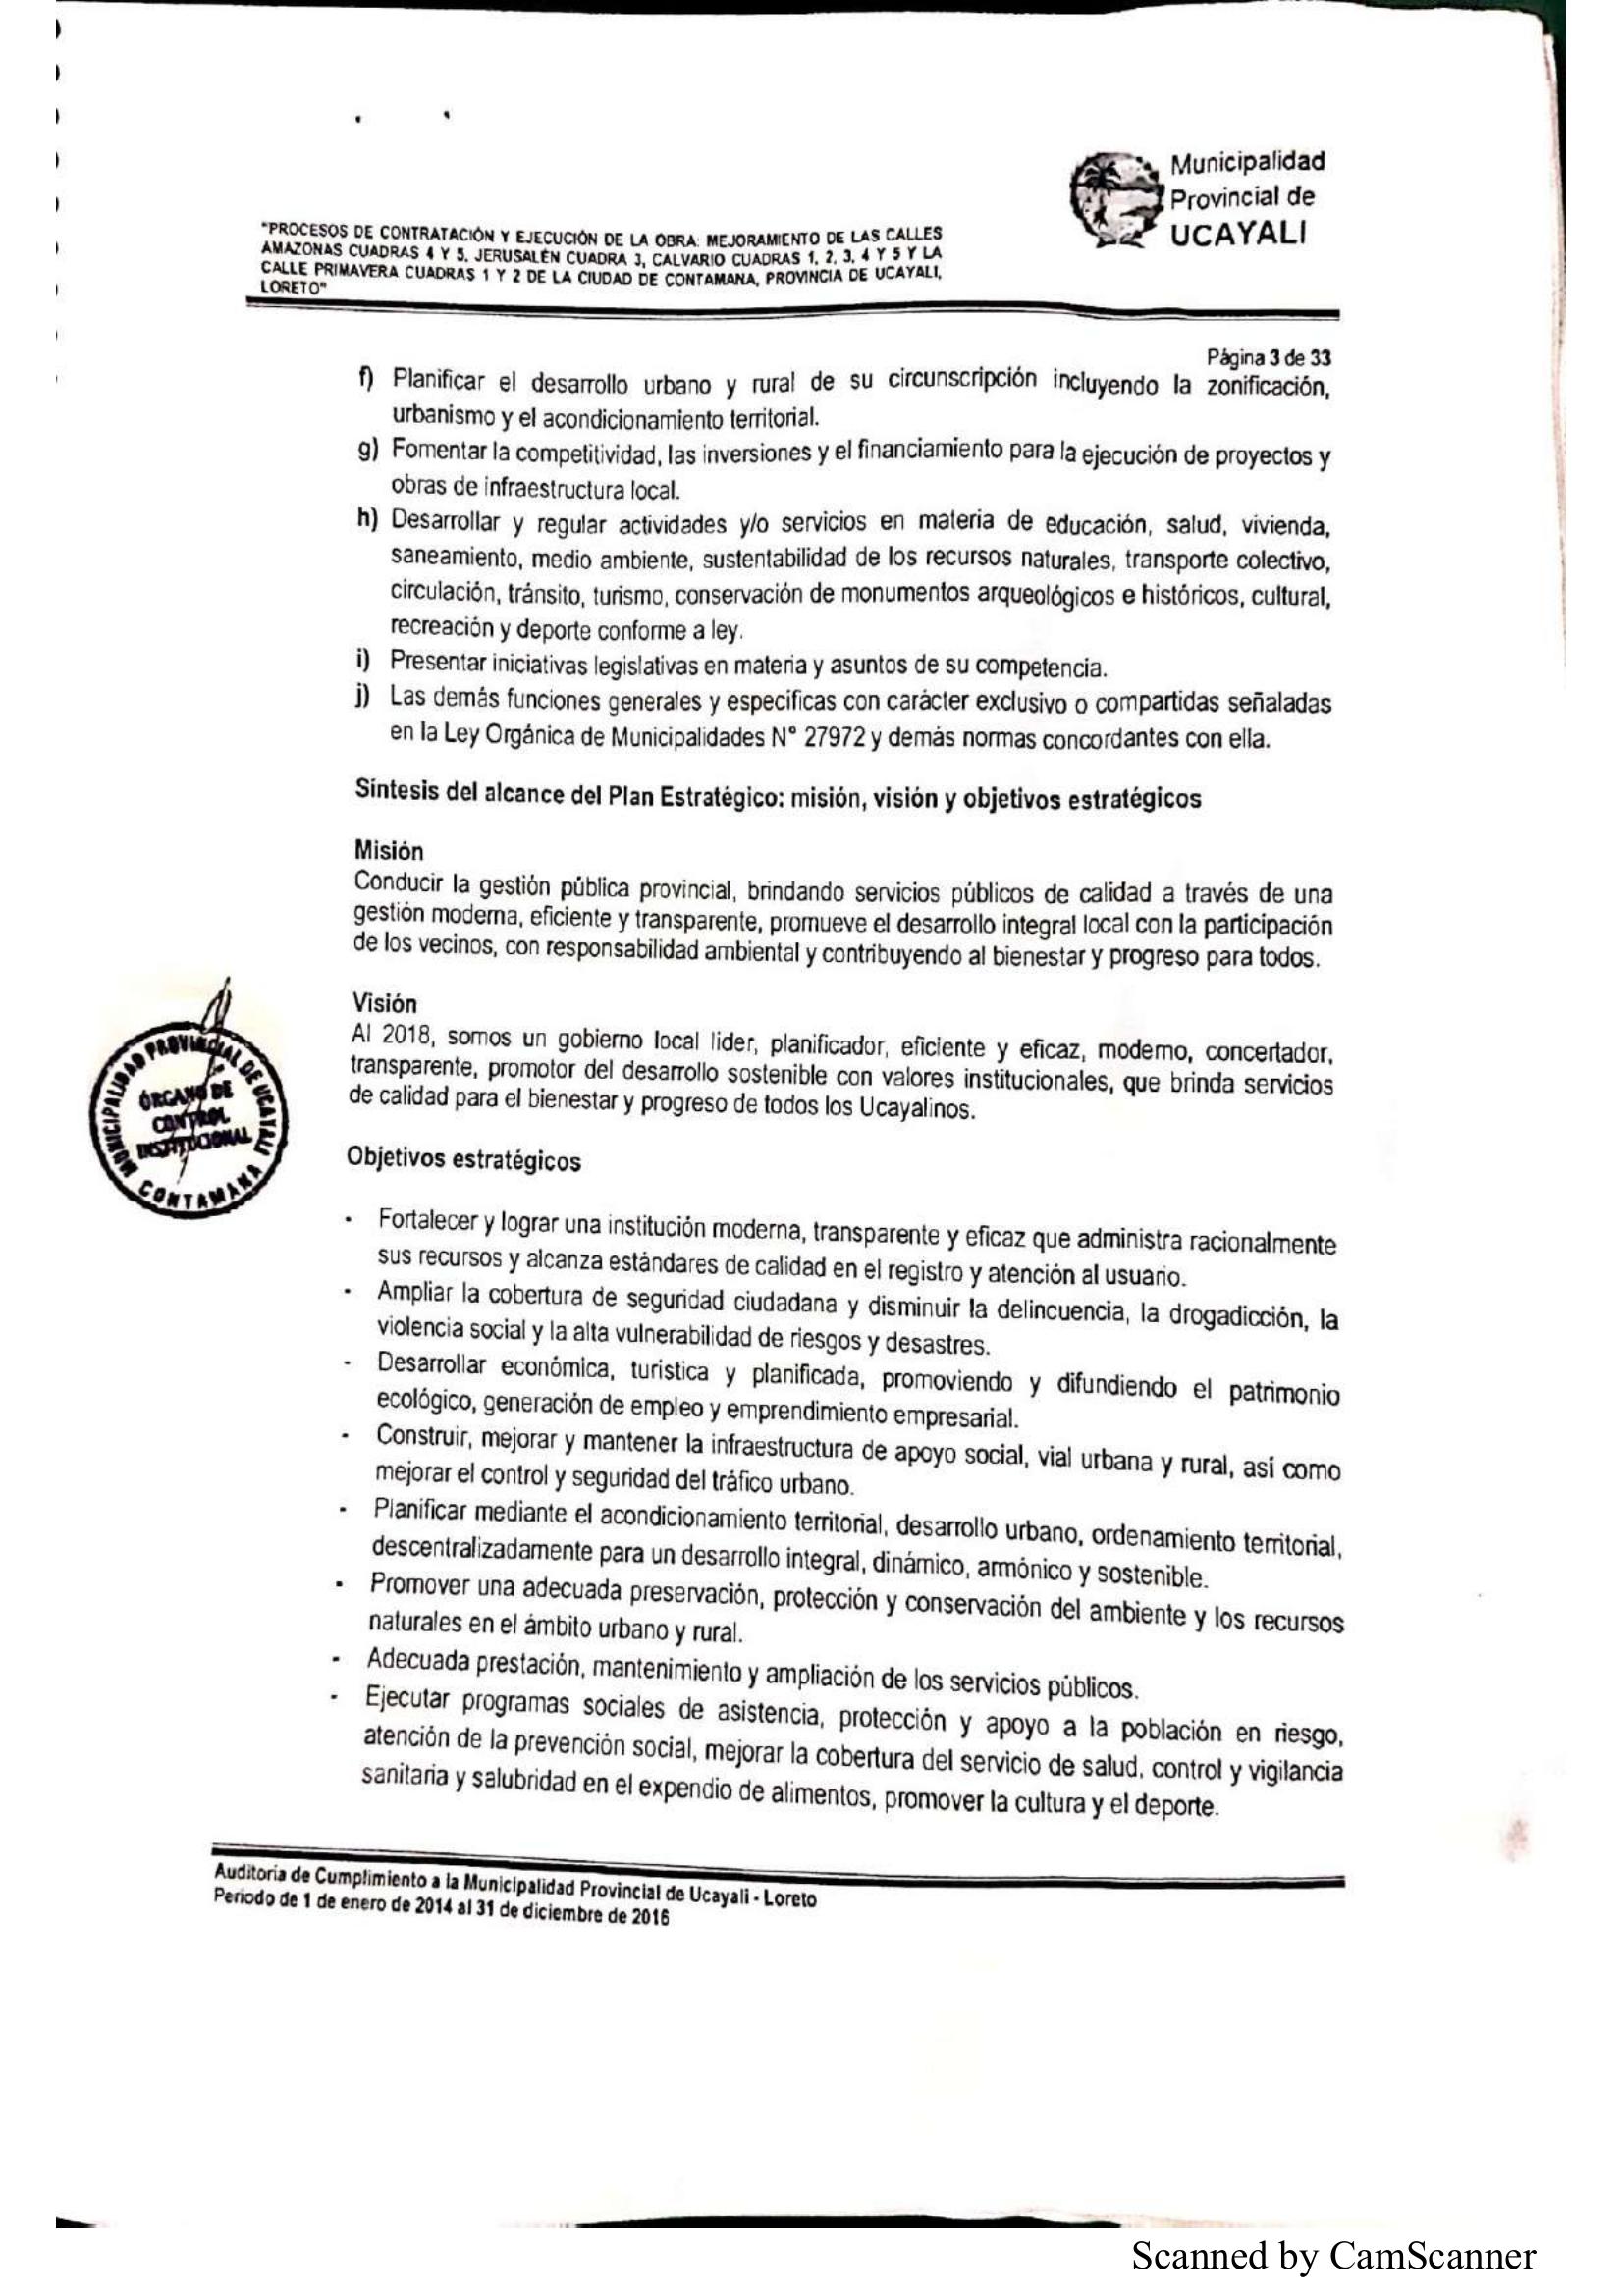 Municipalidad
Provincial de
UCAYALI
"PROCESOS DE CONTRATACIÓN Y EJECUCIÓN DE LA OBRA: MEJORAMIENTO DE LAS CALLES
AMAZONAS CUADRAS 4 Y 5, JERUSALÉN CUADRA 3, CALVARIO CUADRAS 1, 2, 3, 4 Y 5 Y LA
CALLE PRIMAVERA CUADRAS 1 Y 2 DE LA CIUDAD DE CONTAMANA, PROVINCIA DE UCAYALI,
LORETO"
Página 3 de 33
f) Planificar el desarrollo urbano y rural de su circunscripción incluyendo la zonificación,
urbanismo y el acondicionamiento territorial.
g) Fomentar la competitividad, las inversiones y el financiamiento para la ejecución de proyectos y
obras de infraestructura local.
h) Desarrollar y regular actividades y/o servicios en materia de educación, salud, vivienda,
saneamiento, medio ambiente, sustentabilidad de los recursos naturales, transporte colectivo,
circulación, tránsito, turismo, conservación de monumentos arqueológicos e históricos, cultural,
recreación y deporte conforme a ley.
i) Presentar iniciativas legislativas en materia y asuntos de su competencia.
j) Las demás funciones generales y específicas con carácter exclusivo o compartidas señaladas
en la Ley Orgánica de Municipalidades N° 27972 y demás normas concordantes con ella.
Síntesis del alcance del Plan Estratégico: misión, visión y objetivos estratégicos
Misión
Conducir la gestión pública provincial, brindando servicios públicos de calidad a través de una
gestión moderna, eficiente y transparente, promueve el desarrollo integral local con la participación
de los vecinos, con responsabilidad ambiental y contribuyendo al bienestar y progreso para todos.
Visión
Al 2018, somos un gobierno local líder, planificador, eficiente y eficaz, moderno, concertador,
transparente, promotor del desarrollo sostenible con valores institucionales, que brinda servicios
de calidad para el bienestar y progreso de todos los Ucayalinos.
MUNICIPALIDAD PROVINCIAL DE UCAYALI
ÓRGANO DE
CONTROL
INSTITUCIONAL
CONTAMANA
Objetivos estratégicos
- Fortalecer y lograr una institución moderna, transparente y eficaz que administra racionalmente
sus recursos y alcanza estándares de calidad en el registro y atención al usuario.
- Ampliar la cobertura de seguridad ciudadana y disminuir la delincuencia, la drogadicción, la
violencia social y la alta vulnerabilidad de riesgos y desastres.
- Desarrollar económica, turística y planificada, promoviendo y difundiendo el patrimonio
ecológico, generación de empleo y emprendimiento empresarial.
- Construir, mejorar y mantener la infraestructura de apoyo social, vial urbana y rural, así como
mejorar el control y seguridad del tráfico urbano.
- Planificar mediante el acondicionamiento territorial, desarrollo urbano, ordenamiento territorial,
descentralizadamente para un desarrollo integral, dinámico, armónico y sostenible.
- Promover una adecuada preservación, protección y conservación del ambiente y los recursos
naturales en el ámbito urbano y rural.
- Adecuada prestación, mantenimiento y ampliación de los servicios públicos.
- Ejecutar programas sociales de asistencia, protección y apoyo a la población en riesgo,
atención de la prevención social, mejorar la cobertura del servicio de salud, control y vigilancia
sanitaria y salubridad en el expendio de alimentos, promover la cultura y el deporte.
Auditoría de Cumplimiento a la Municipalidad Provincial de Ucayali - Loreto
Periodo de 1 de enero de 2014 al 31 de diciembre de 2016
Scanned by CamScanner